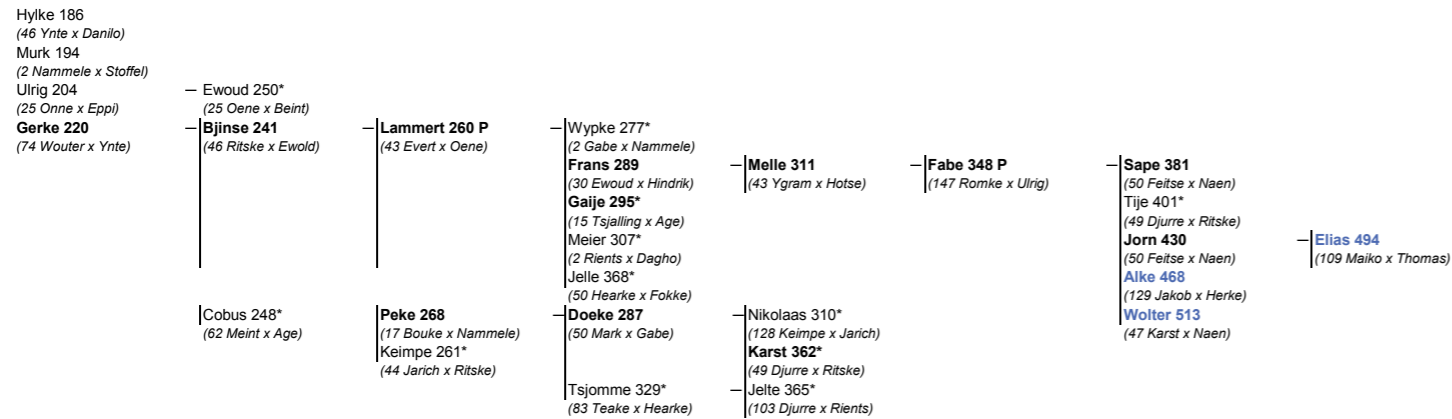 Hylke 186
(46 Ynte x Danilo)
Murk 194
(2 Nammele x Stoffel)
Ulrig 204
(25 Onne x Eppi)
Gerke 220
(74 Wouter x Ynte)
Ewoud 250*
(25 Oene x Beint)
Bjinse 241
(46 Ritske x Ewold)
Cobus 248*
(62 Meint x Age)
Lammert 260 P
(43 Evert x Oene)
Peke 268
(17 Bouke x Nammele)
Keimpe 261*
(44 Jarich x Ritske)
Wypke 277*
(2 Gabe x Nammele)
Frans 289
(30 Ewoud x Hindrik)
Gaije 295*
(15 Tsjalling x Age)
Meier 307*
(2 Rients x Dagho)
Jelle 368*
(50 Hearke x Fokke)
Doeke 287
(50 Mark x Gabe)
Tsjomme 329*
(83 Teake x Hearke)
Melle 311
(43 Ygram x Hotse)
Nikolaas 310*
(128 Keimpe x Jarich)
Karst 362*
(49 Djurre x Ritske)
Jelte 365*
(103 Djurre x Rients)
Fabe 348 P
(147 Romke x Ulrig)
Sape 381
(50 Feitse x Naen)
Tije 401*
(49 Djurre x Ritske)
Jorn 430
(50 Feitse x Naen)
Alke 468
(129 Jakob x Herke)
Wolter 513
(47 Karst x Naen)
Elias 494
(109 Maiko x Thomas)